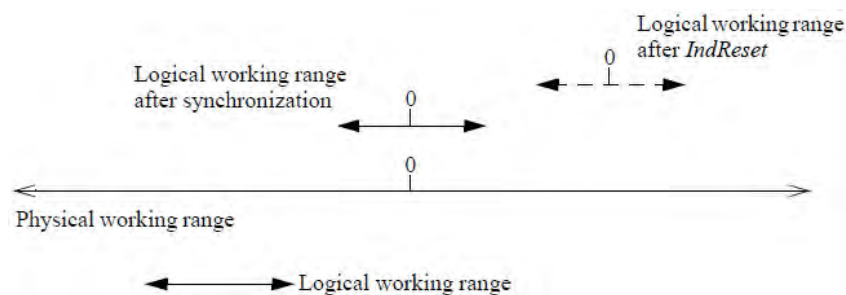 Logical working range
after IndReset
0
Logical working range
after synchronization
0
0
Physical working range
Logical working range